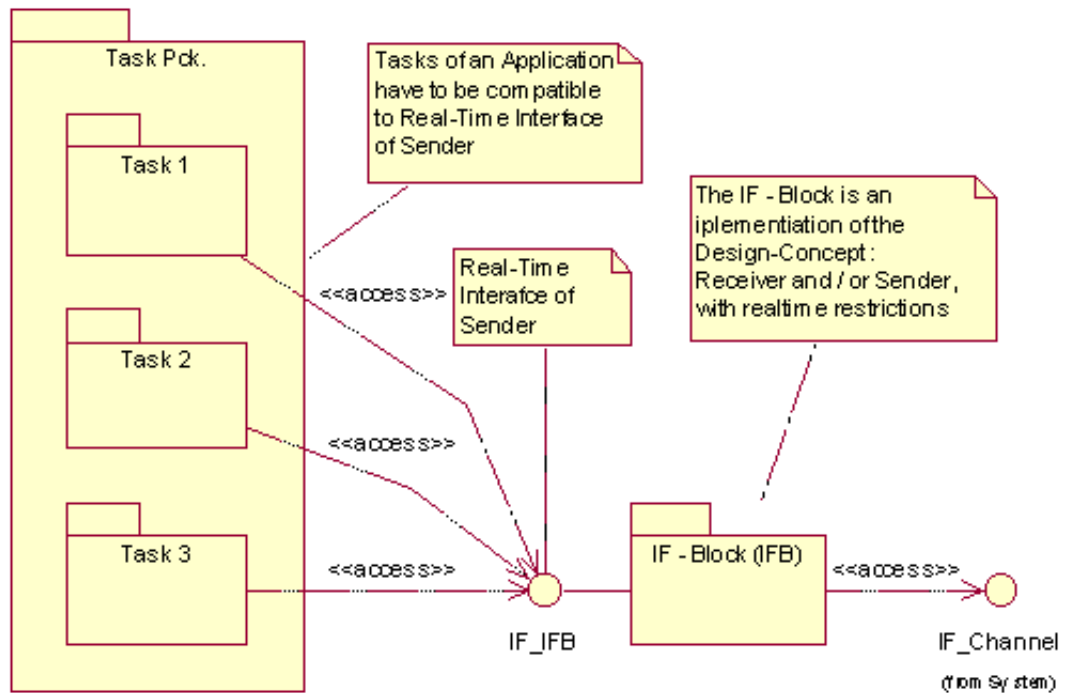 Task Pck.
Task 1
Task 2
Task 3
Tasks of an Application
have to be compatible
to Real-Time Interface
of Sender
<<access>>
Real-Time
Interafce of
Sender
The IF - Block is an
iplementiation of the
Design-Concept :
Receiver and / or Sender,
with realtime restrictions
<<access>>
<<access>>
IF_IFB
IF - Block (IFB)
<<access>>
IF_Channel
(from System)